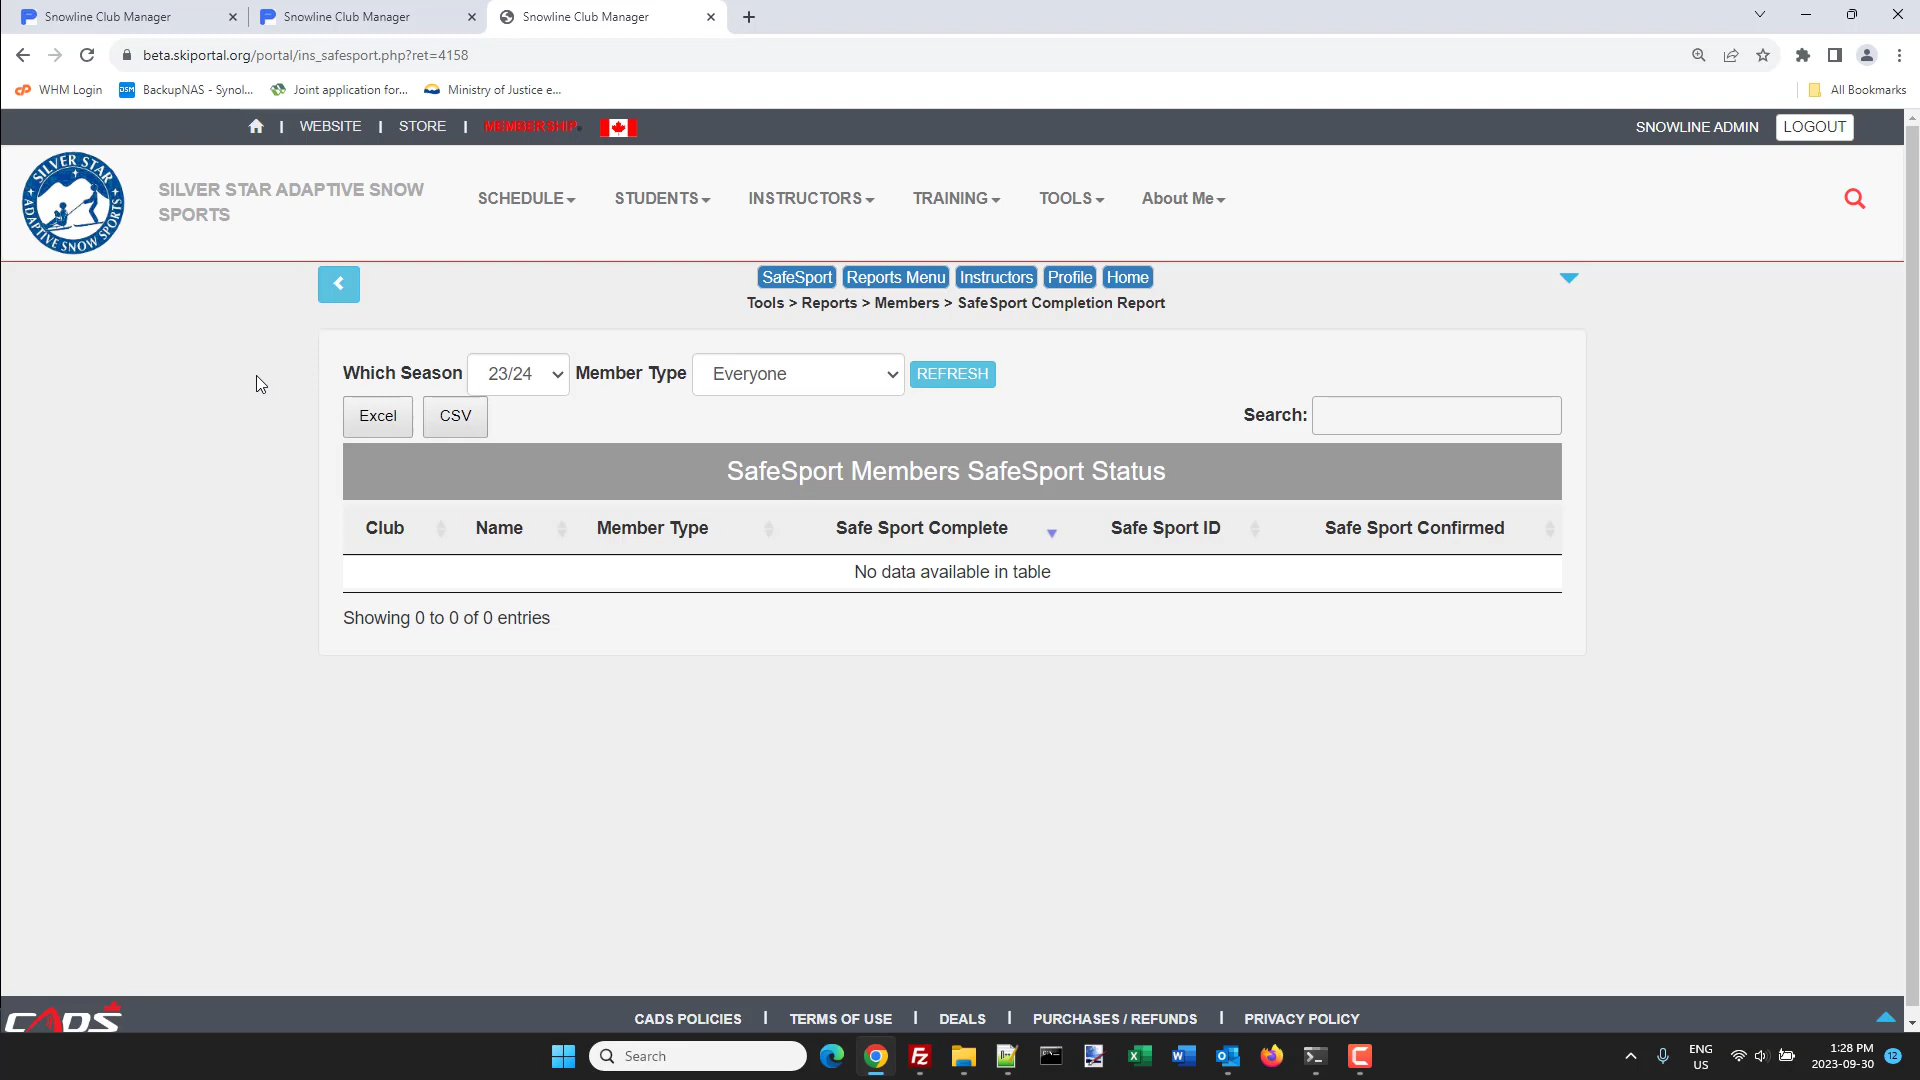 Snowline Club Manager
Snowline Club Manager
Snowline Club Manager
beta.skiportal.org/portal/ins_safesport.php?ret=4158
WHM Login
BackupNAS - Synol...
Joint application for...
Ministry of Justice e...
All Bookmarks
| WEBSITE | STORE | MEMBERSHIP
SNOWLINE ADMIN
LOGOUT
SILVER STAR
ADAPTIVE SNOW SPORTS
SILVER STAR ADAPTIVE SNOW
SPORTS
SCHEDULE
STUDENTS
INSTRUCTORS
TRAINING
TOOLS
About Me
SafeSport Reports Menu Instructors Profile Home
Tools > Reports > Members > SafeSport Completion Report
Which Season 23/24 Member Type Everyone REFRESH
Excel CSV
Search:
SafeSport Members SafeSport Status
Club Name Member Type Safe Sport Complete Safe Sport ID Safe Sport Confirmed
No data available in table
Showing 0 to 0 of 0 entries
CADS
CADS POLICIES | TERMS OF USE | DEALS | PURCHASES / REFUNDS | PRIVACY POLICY
Search
ENG
US
1:28 PM
2023-09-30
12